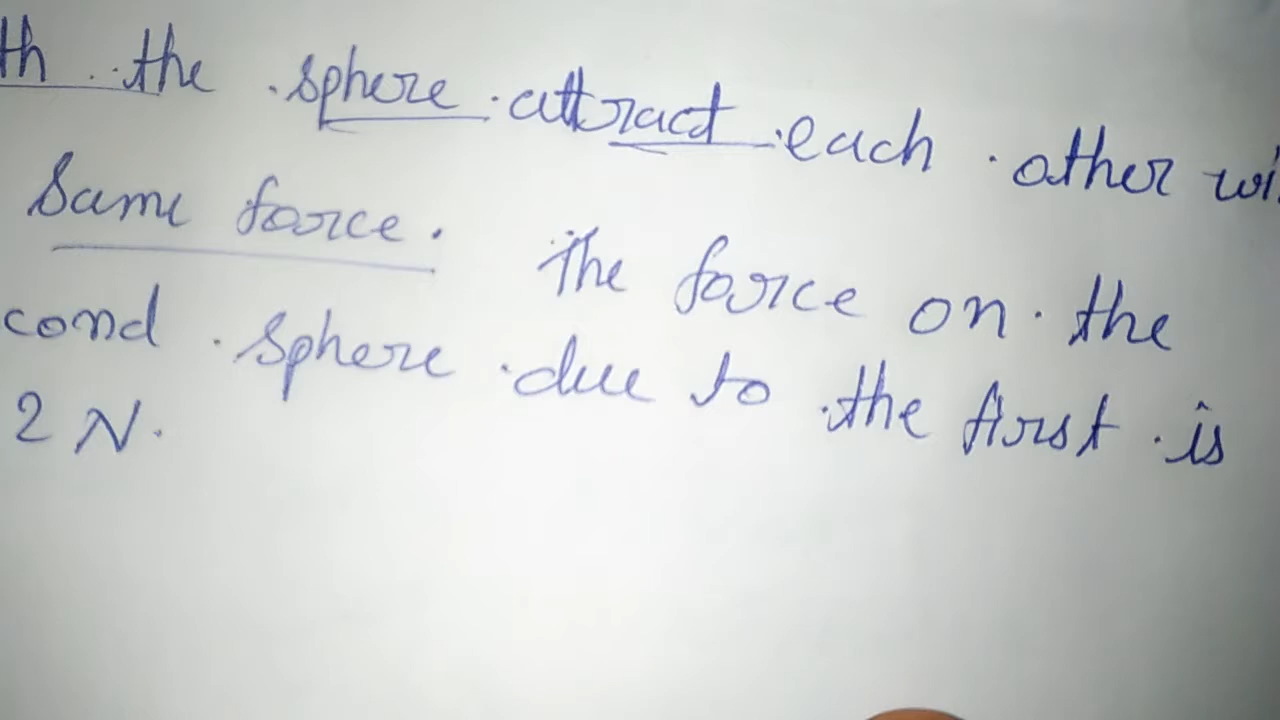 th the sphere attract each other wi
Same force. The force on the
cond sphere due to the first is
2 N.